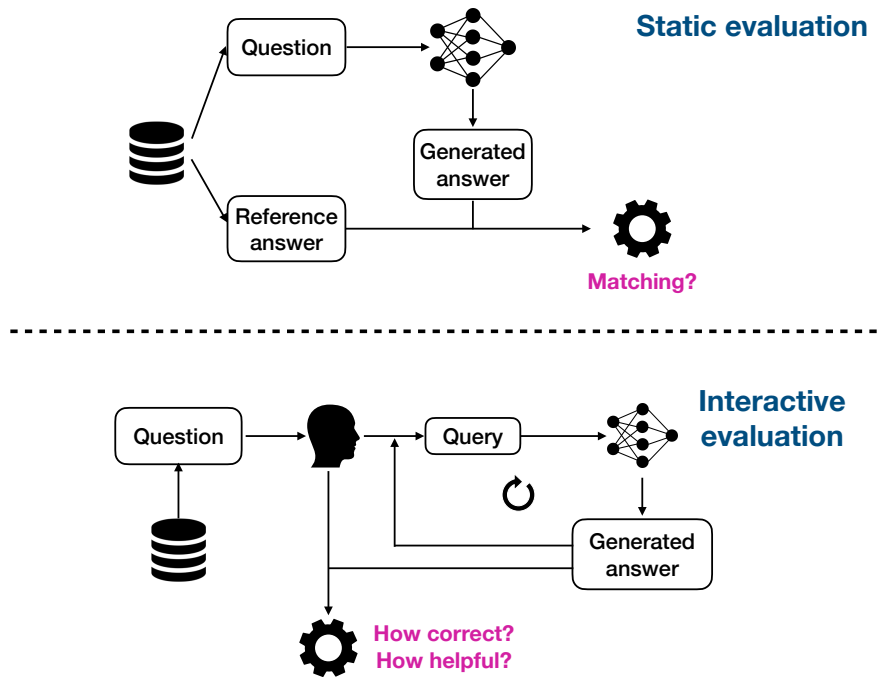 Static evaluation
Question
Generated
answer
Reference
answer
Matching?
Interactive
evaluation
Question
Query
Generated
answer
How correct?
How helpful?